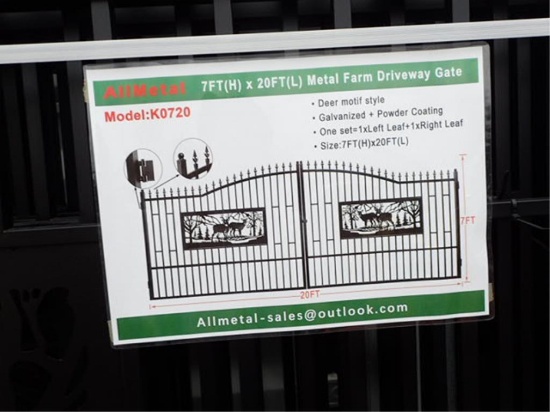 AllMetal 7FT(H) x 20FT(L) Metal Farm Driveway Gate
Model:K0720
• Deer motif style
• Galvanized + Powder Coating
• One set=1xLeft Leaf+1xRight Leaf
• Size:7FT(H)x20FT(L)
7FT
20FT
Allmetal-sales@outlook.com